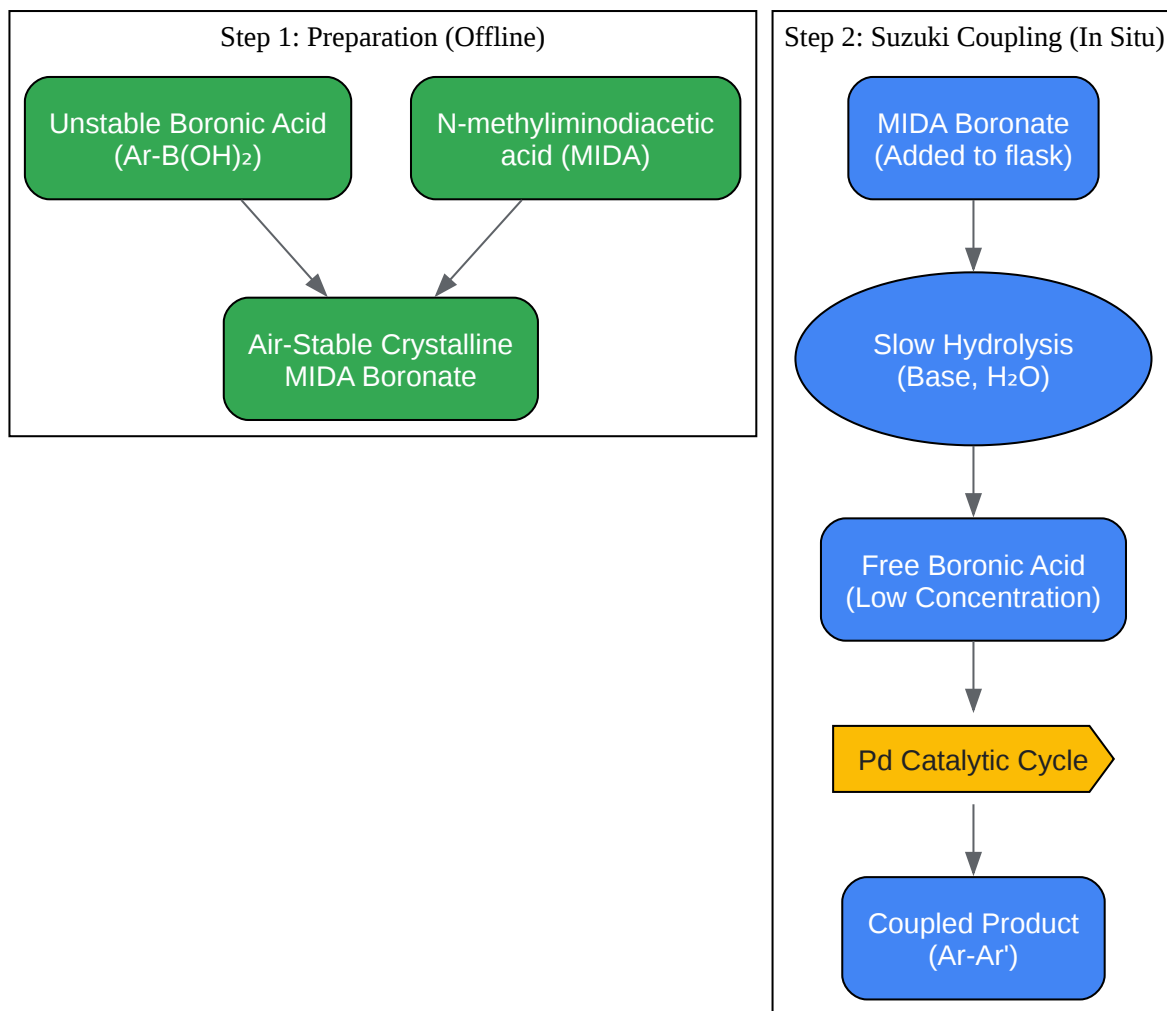 Step 1: Preparation (Offline)
Unstable Boronic Acid
(Ar-B(OH)₂)
N-methyliminodiacetic
acid (MIDA)
Air-Stable Crystalline
MIDA Boronate
Step 2: Suzuki Coupling (In Situ)
MIDA Boronate
(Added to flask)
Slow Hydrolysis
(Base, H₂O)
Free Boronic Acid
(Low Concentration)
Pd Catalytic Cycle
Coupled Product
(Ar-Ar')